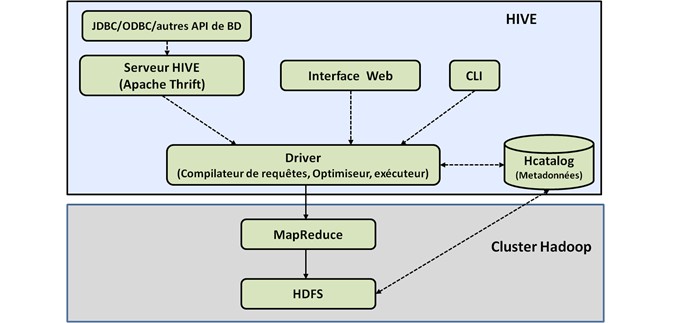 JDBC/ODBC/autres API de BD
HIVE
Serveur HIVE
(Apache Thrift)
Interface Web
CLI
Driver
(Compilateur de requêtes, Optimiseur, exécuteur)
Hcatalog
(Metadonnées)
MapReduce
Cluster Hadoop
HDFS